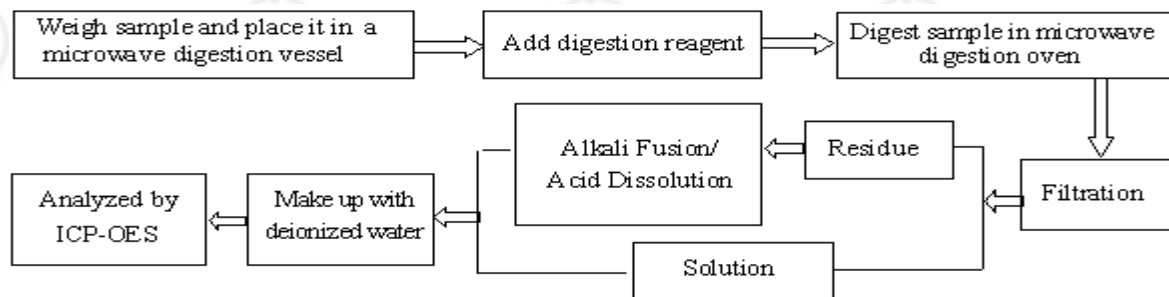 Weigh sample and place it in a
microwave digestion vessel
Add digestion reagent
Digest sample in microwave
digestion oven
Filtration
Residue
Alkali Fusion/
Acid Dissolution
Solution
Make up with
deionized water
Analyzed by
ICP-OES